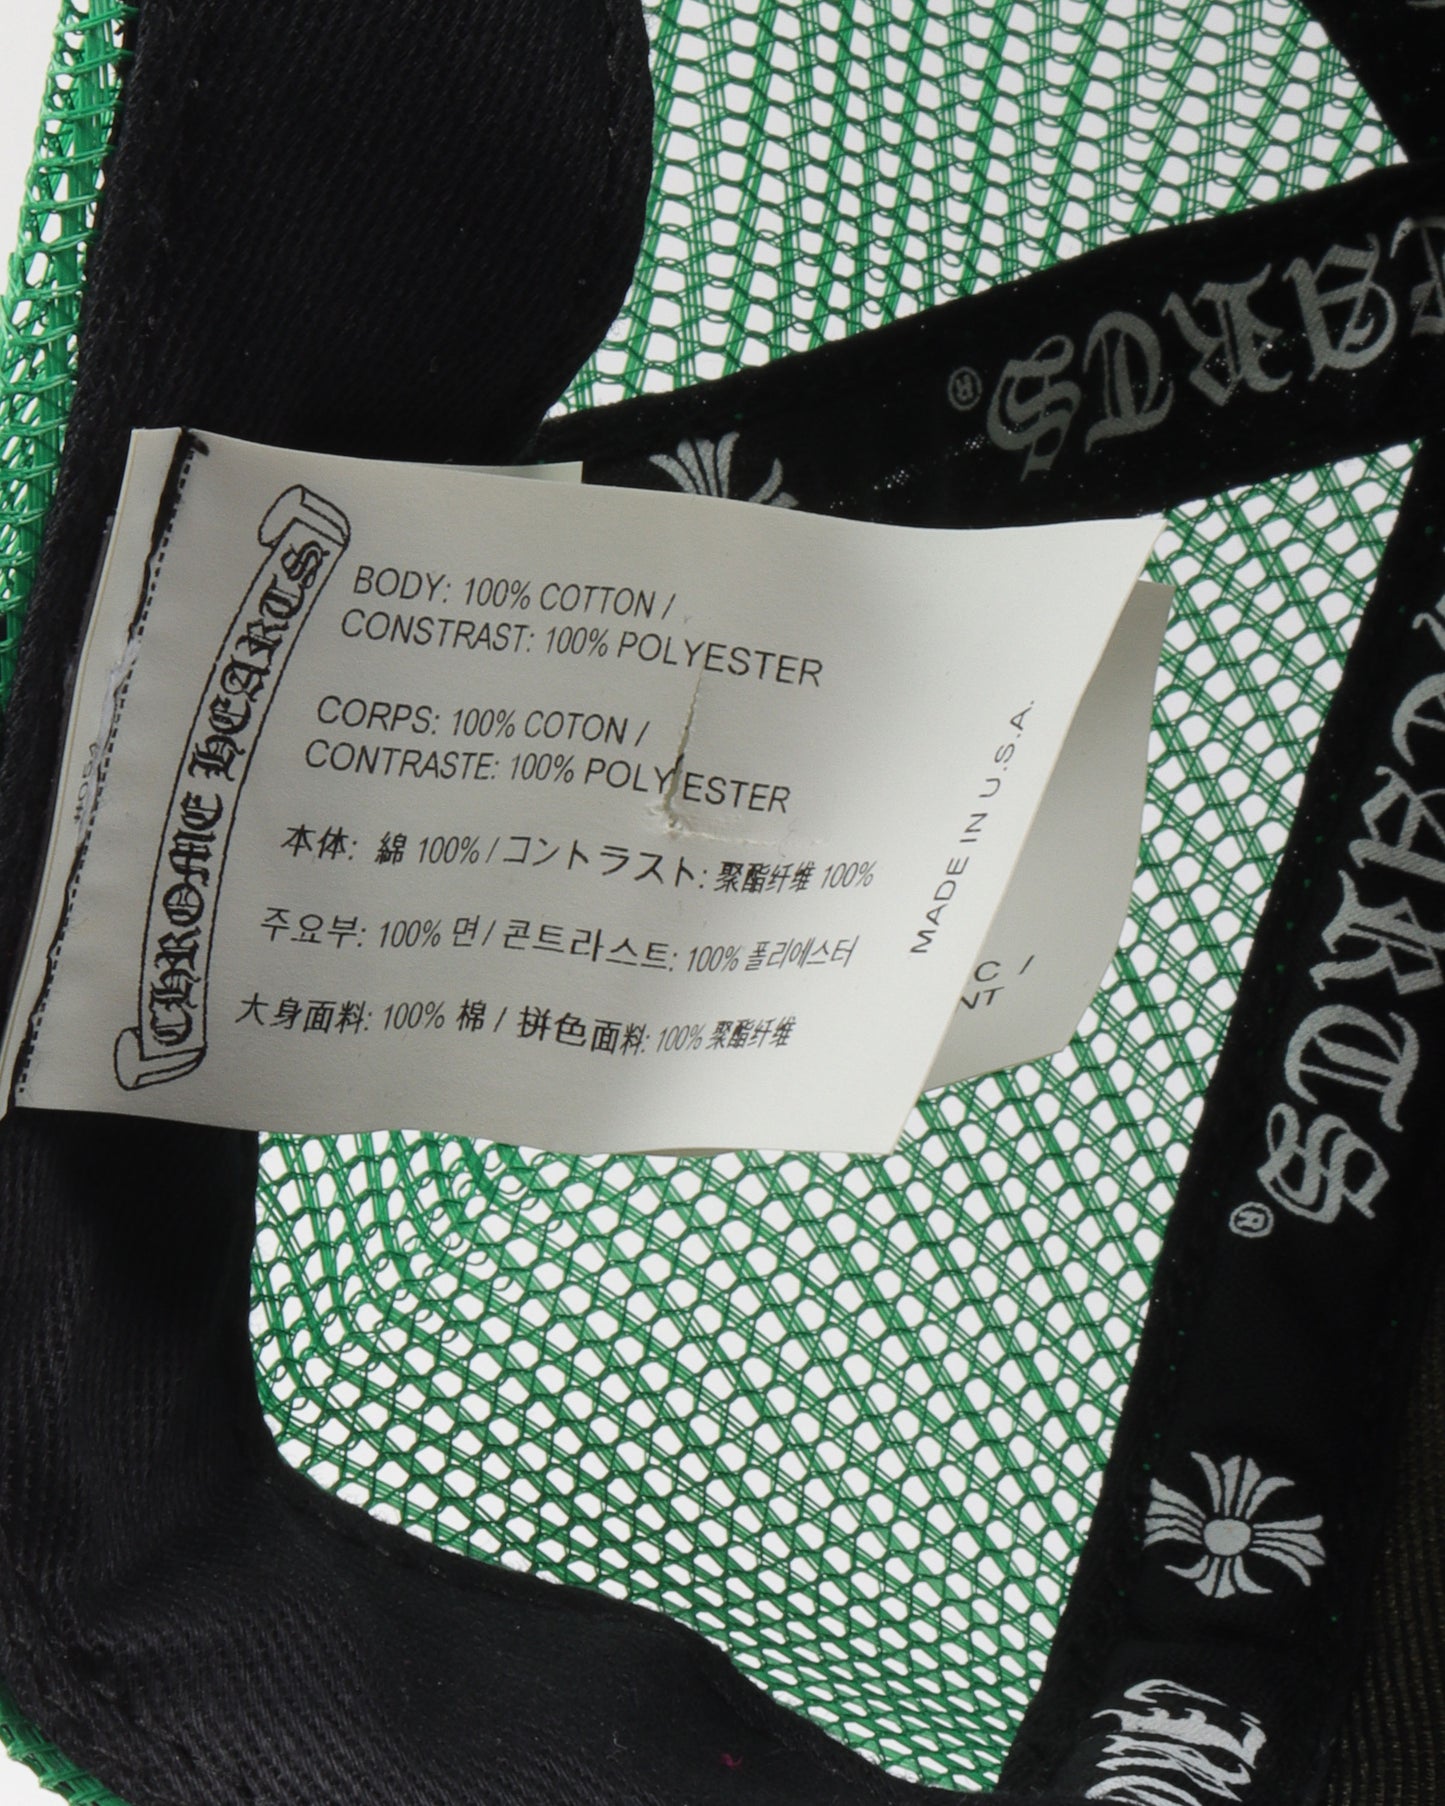 CHROME HEARTS
BODY: 100% COTTON /
CONSTRAST: 100% POLYESTER
CORPS: 100% COTON /
CONTRASTE: 100% POLYESTER
本体: 綿 100% / コントラスト: 聚酯纤维 100%
주요부: 100% 면 / 콘트라스트: 100% 폴리에스터
大身面料: 100% 棉 / 拼色面料: 100% 聚酯纤维
MADE IN U.S.A.
C /
NT
ARTS®
ARTS®